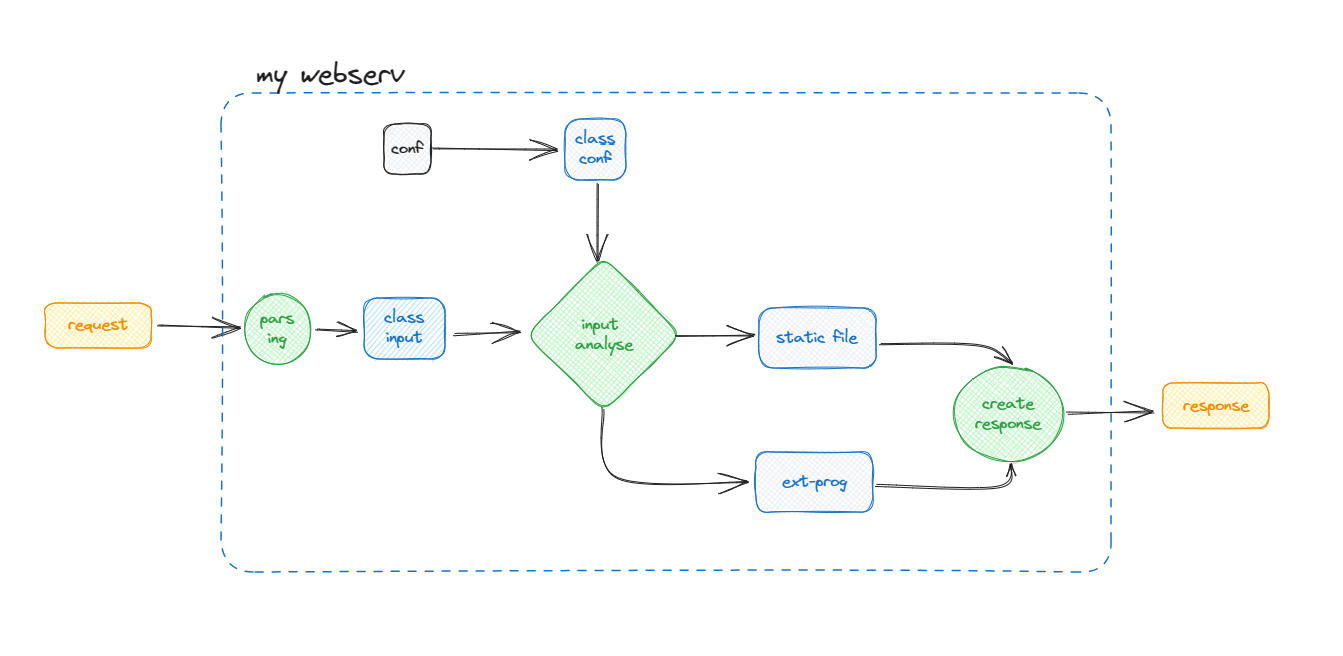 my webserv
conf
class
conf
request
pars
ing
class
input
input
analyse
static file
create
response
response
ext-prog